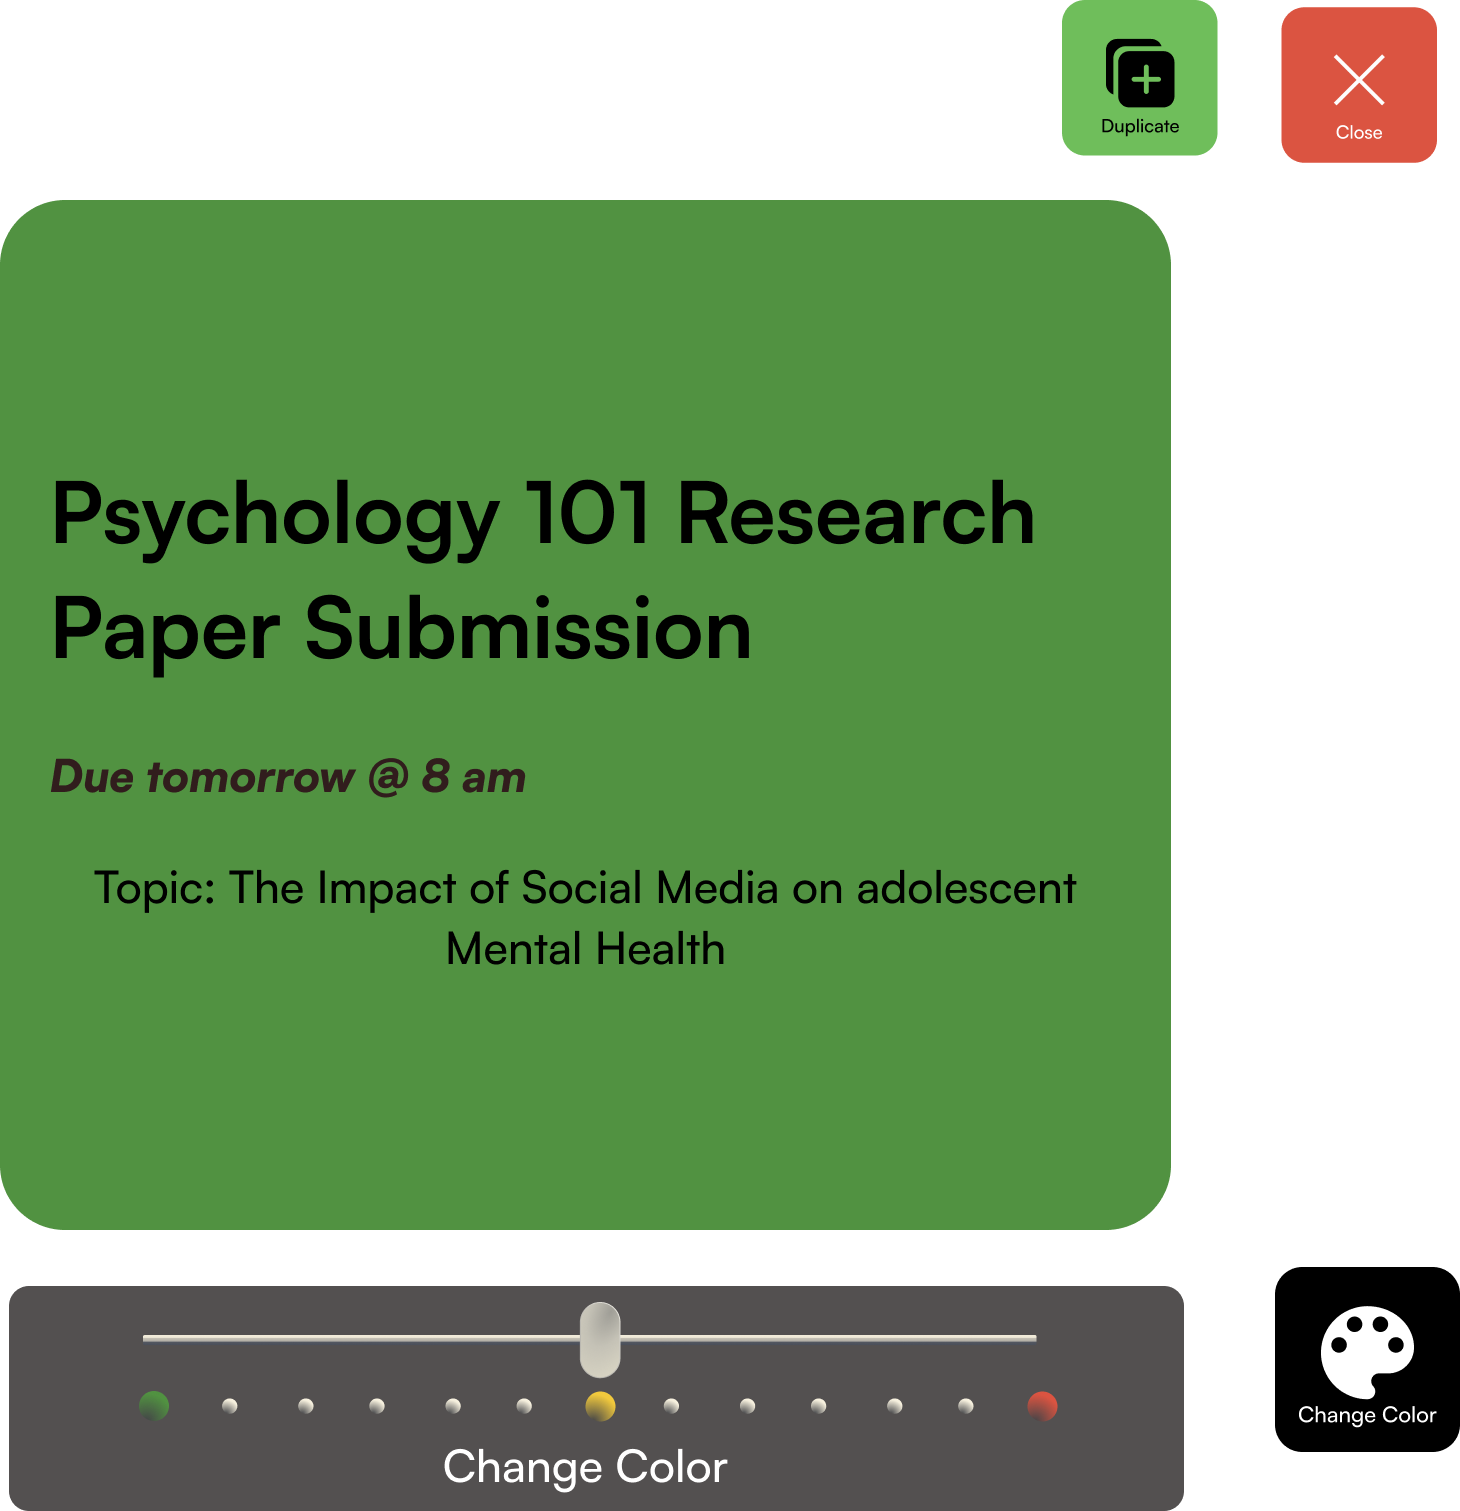 Duplicate
Close
Psychology 101 Research
Paper Submission
Due tomorrow @ 8 am
Topic: The Impact of Social Media on adolescent
Mental Health
Change Color
Change Color